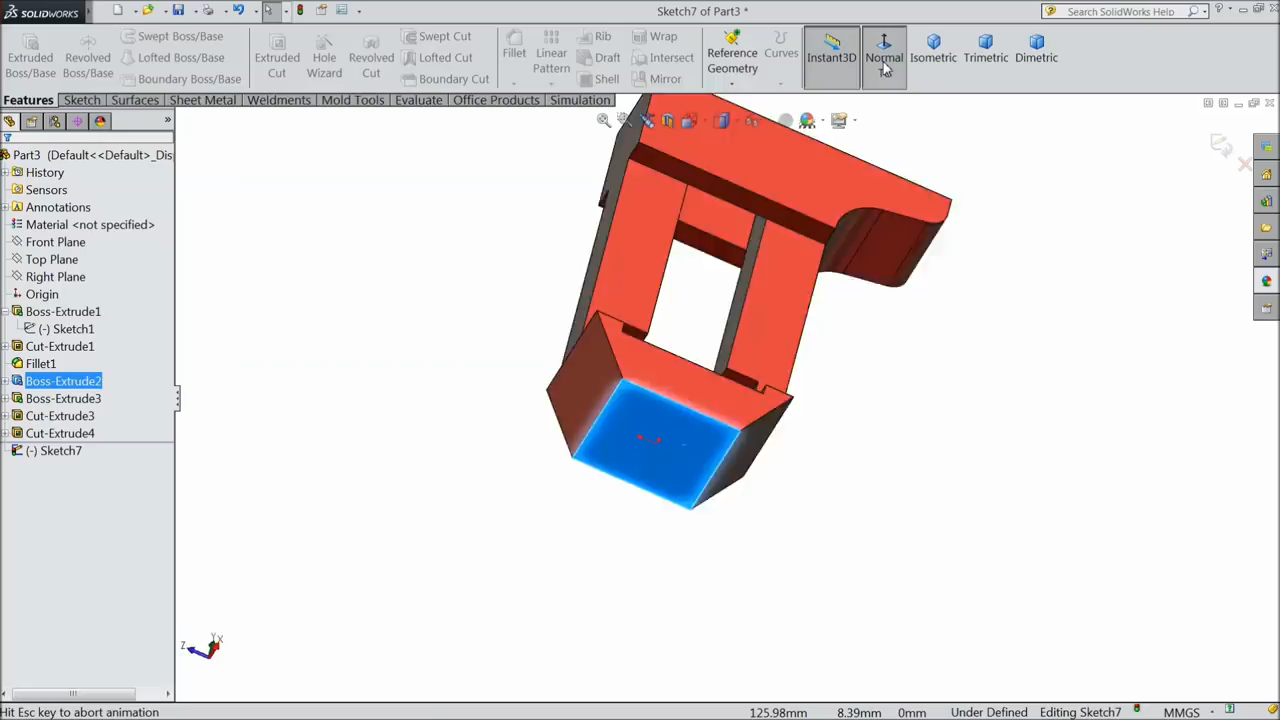 SOLIDWORKS
Sketch7 of Part3 *
Search SolidWorks Help
Extruded Boss/Base
Revolved Boss/Base
Swept Boss/Base
Lofted Boss/Base
Boundary Boss/Base
Extruded Cut
Hole Wizard
Revolved Cut
Swept Cut
Lofted Cut
Boundary Cut
Fillet
Linear Pattern
Rib
Draft
Shell
Wrap
Intersect
Mirror
Reference Geometry
Curves
Instant3D
Normal
Isometric
Trimetric
Dimetric
Features Sketch Surfaces Sheet Metal Weldments Mold Tools Evaluate Office Products Simulation
Part3 (Default<<Default>_Dis
History
Sensors
Annotations
Material <not specified>
Front Plane
Top Plane
Right Plane
Origin
Boss-Extrude1
(-) Sketch1
Cut-Extrude1
Fillet1
Boss-Extrude2
Boss-Extrude3
Cut-Extrude3
Cut-Extrude4
(-) Sketch7
Z Y X
Hit Esc key to abort animation 125.98mm 8.39mm 0mm Under Defined Editing Sketch7 MMGS